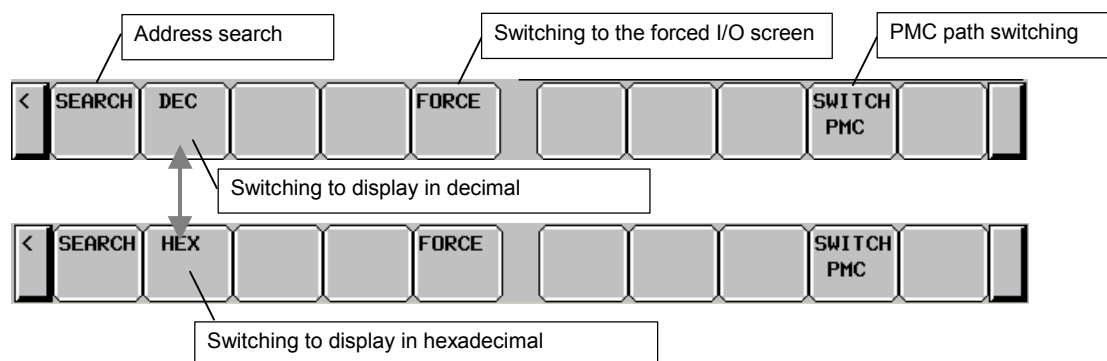 Address search
Switching to the forced I/O screen
PMC path switching
< SEARCH DEC FORCE SWITCH PMC
Switching to display in decimal
< SEARCH HEX FORCE SWITCH PMC
Switching to display in hexadecimal